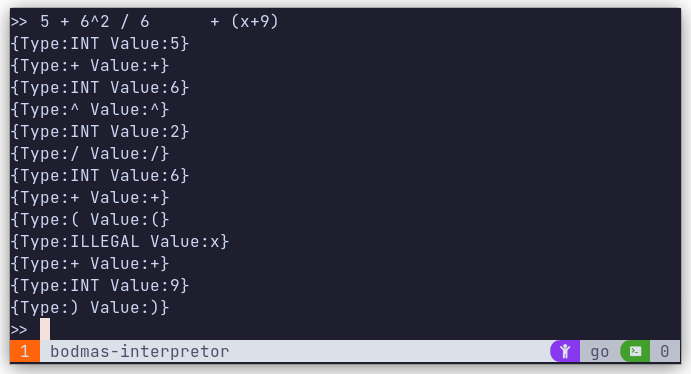 >> 5 + 6^2 / 6      + (x+9)
{Type:INT Value:5}
{Type:+ Value:+}
{Type:INT Value:6}
{Type:^ Value:^}
{Type:INT Value:2}
{Type:/ Value:/}
{Type:INT Value:6}
{Type:+ Value:+}
{Type:( Value:(}
{Type:ILLEGAL Value:x}
{Type:+ Value:+}
{Type:INT Value:9}
{Type:) Value:)}
>>
1 bodmas-interpretor go 0